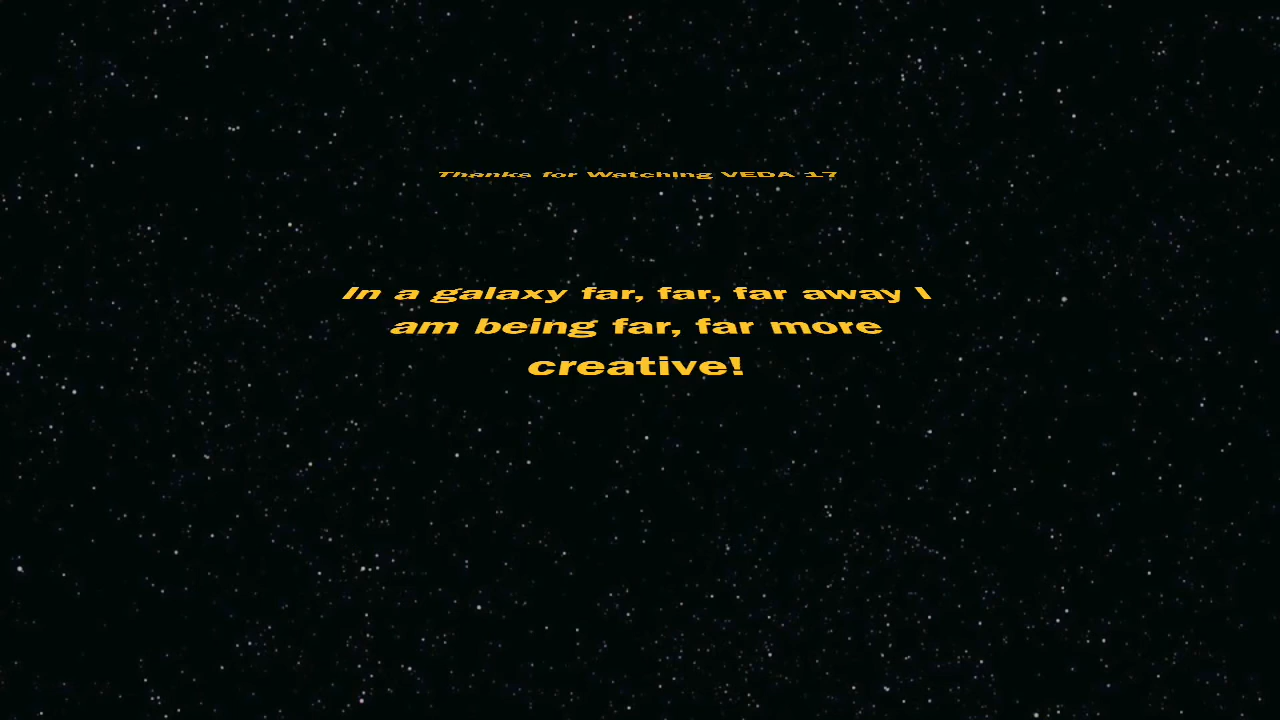 Thanks for Watching VEDA 17
In a galaxy far, far, far away I
am being far, far more
creative!